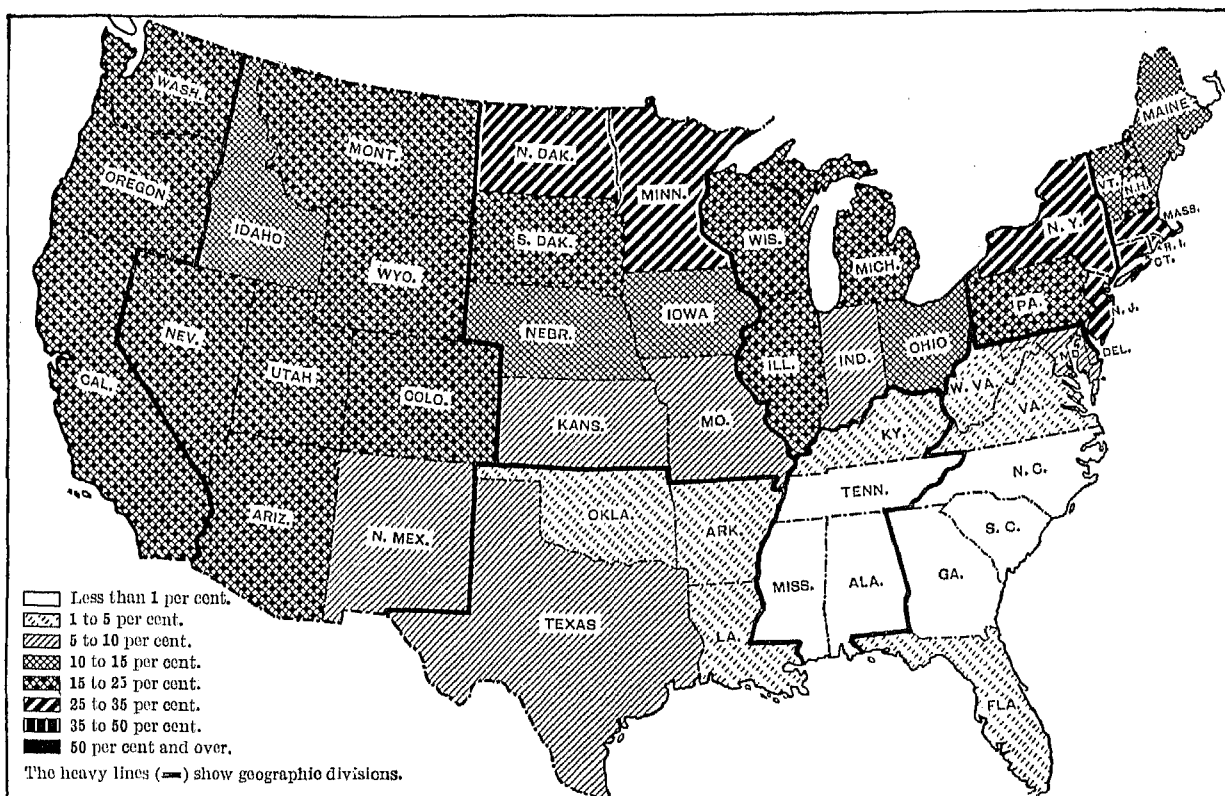 WASH.
MONT.
N. DAK.
MINN.
MAINE
OREGON
IDAHO
S. DAK.
WIS.
MICH.
VT.
N.H.
MASS.
N. Y.
R. I.
CT.
WYO.
NEV.
UTAH
COLO.
NEBR.
IOWA
ILL.
IND.
OHIO
PA.
N. J.
CAL.
KANS.
MO.
KY.
W. VA.
VA.
MD.
DEL.
ARIZ.
N. MEX.
OKLA.
ARK.
TENN.
N. C.
S. C.
TEXAS
LA.
MISS.
ALA.
GA.
FLA.
Less than 1 per cent.
1 to 5 per cent.
5 to 10 per cent.
10 to 15 per cent.
15 to 25 per cent.
25 to 35 per cent.
35 to 50 per cent.
50 per cent and over.
The heavy lines (▬) show geographic divisions.